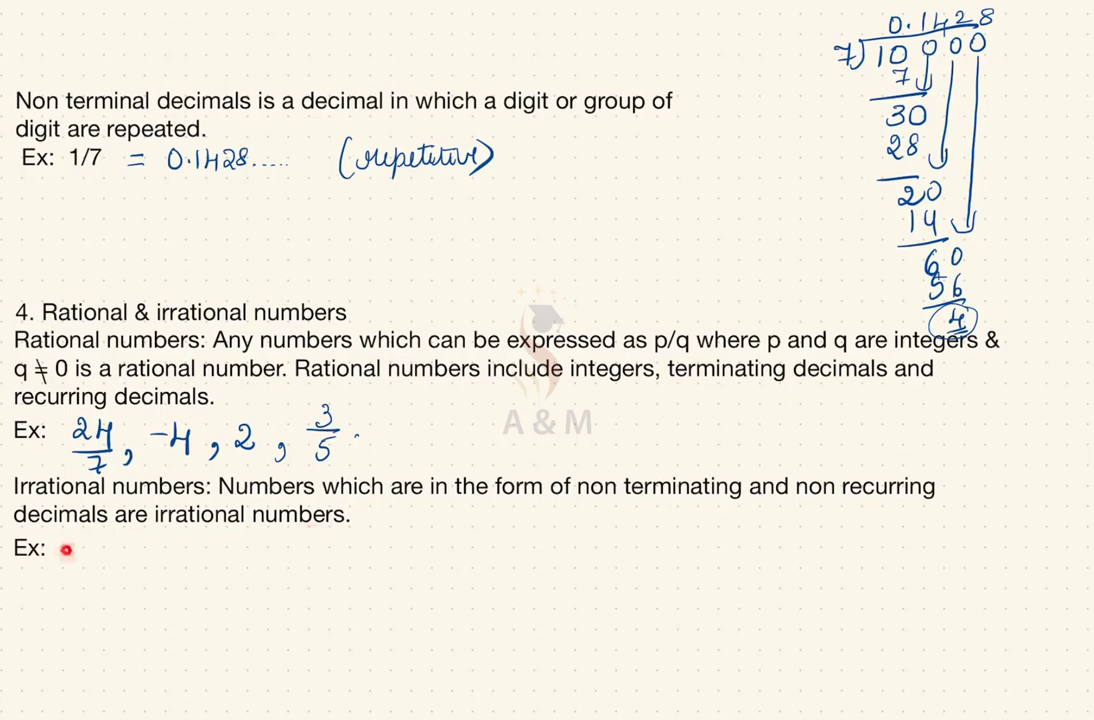 0.1428
7)10000
7
30
28
20
14
60
56
4
Non terminal decimals is a decimal in which a digit or group of
digit are repeated.
Ex: 1/7 = 0.1428..... (repetitive)
4. Rational & irrational numbers
Rational numbers: Any numbers which can be expressed as p/q where p and q are integers &
q ≠ 0 is a rational number. Rational numbers include integers, terminating decimals and
recurring decimals.
A & M
Ex: 24/7, -4, 2, 3/5.
Irrational numbers: Numbers which are in the form of non terminating and non recurring
decimals are irrational numbers.
Ex: